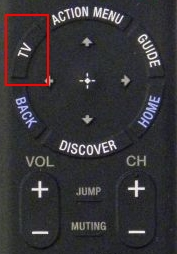 ACTION MENU
TV
GUIDE
BACK
HOME
DISCOVER
VOL
CH
+
JUMP
+
-
MUTING
-